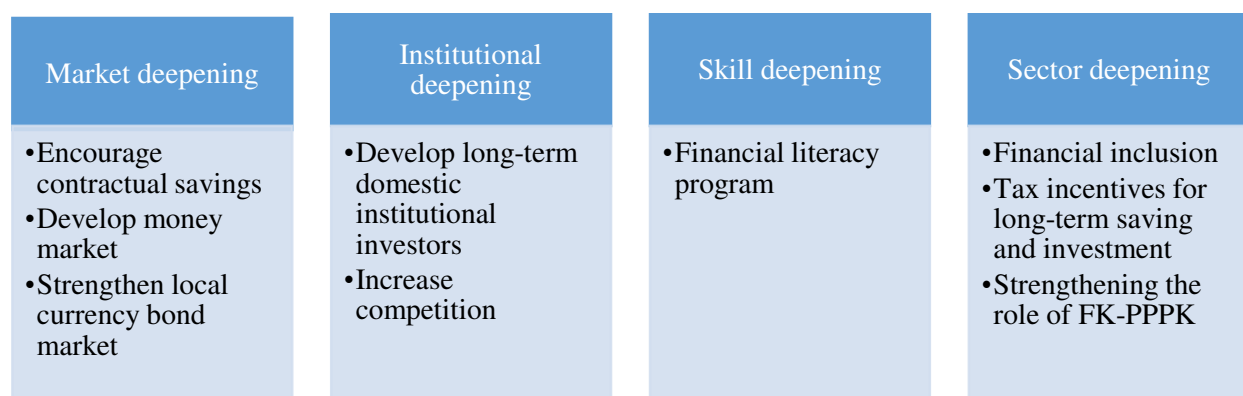 Market deepening
•Encourage
contractual savings
•Develop money
market
•Strengthen local
currency bond
market
Institutional
deepening
•Develop long-term
domestic
institutional
investors
•Increase
competition
Skill deepening
•Financial literacy
program
Sector deepening
•Financial inclusion
•Tax incentives for
long-term saving
and investment
•Strengthening the
role of FK-PPPK